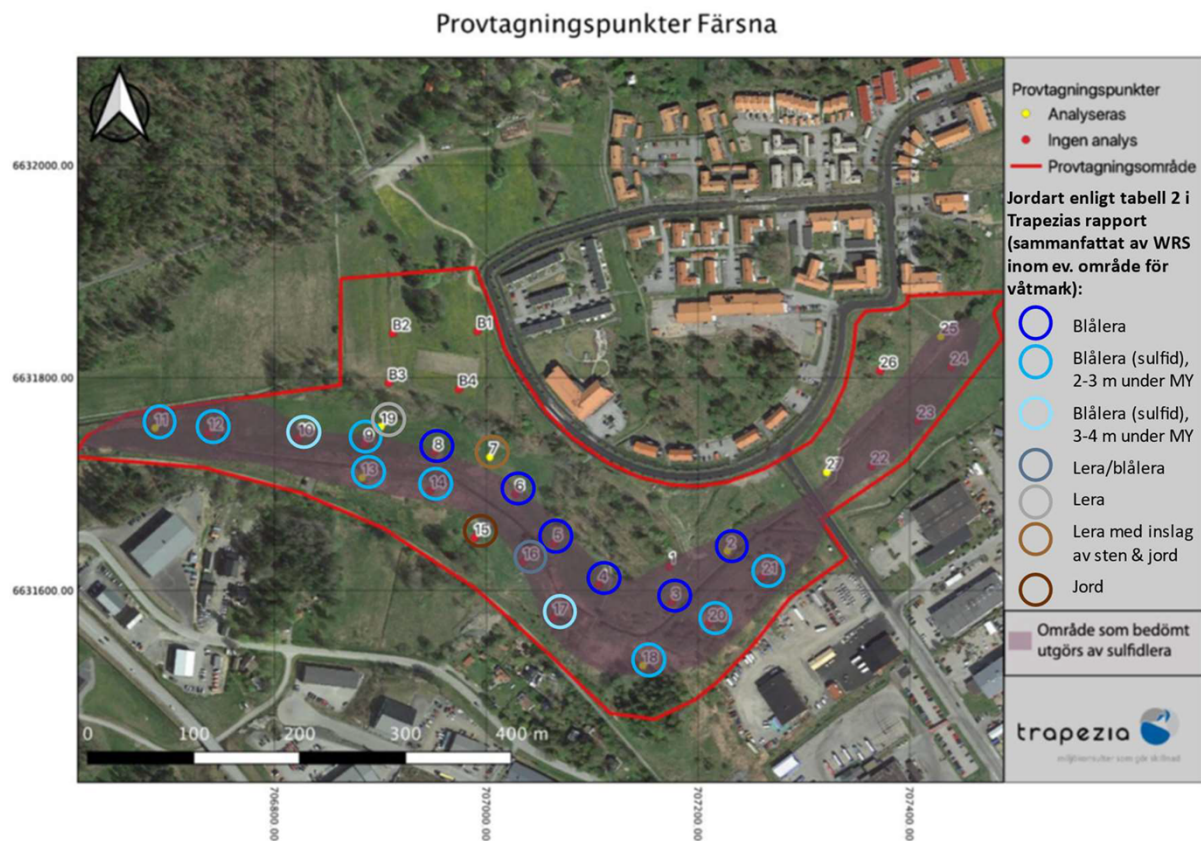 Provtagningspunkter Färsna
6632000.00
6631800.00
6631600.00
B2
B1
B3
B4
25
26
24
23
22
27
11
12
10
9
19
8
7
13
14
6
15
5
16
2
1
21
4
3
17
20
18
0
100
200
300
400 m
706800.00
707000.00
707200.00
707400.00
Provtagningspunkter
Analyseras
Ingen analys
Provtagningsområde
Jordart enligt tabell 2 i
Trapezias rapport
(sammanfattat av WRS
inom ev. område för
våtmark):
Blålera
Blålera (sulfid),
2-3 m under MY
Blålera (sulfid),
3-4 m under MY
Lera/blålera
Lera
Lera med inslag
av sten & jord
Jord
Område som bedömt
utgörs av sulfidlera
trapezia
miljökonsulter som gör skillnad